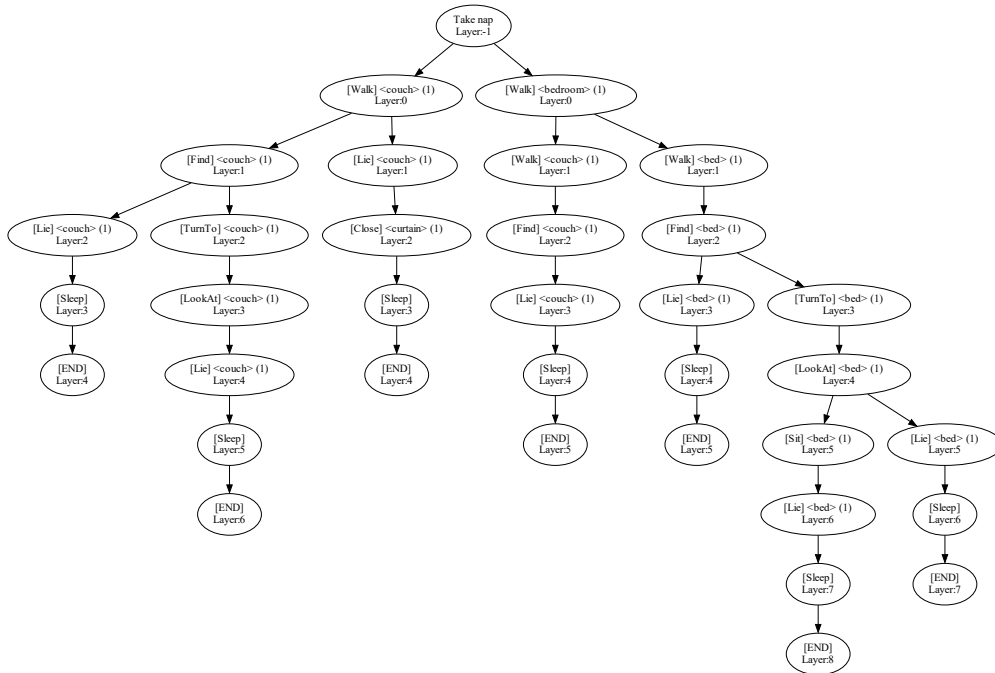 Take nap
Layer:-1
[Walk] <couch> (1)
Layer:0
[Walk] <bedroom> (1)
Layer:0
[Find] <couch> (1)
Layer:1
[Lie] <couch> (1)
Layer:1
[Walk] <couch> (1)
Layer:1
[Walk] <bed> (1)
Layer:1
[Lie] <couch> (1)
Layer:2
[TurnTo] <couch> (1)
Layer:2
[Close] <curtain> (1)
Layer:2
[Find] <couch> (1)
Layer:2
[Find] <bed> (1)
Layer:2
[Sleep]
Layer:3
[LookAt] <couch> (1)
Layer:3
[Sleep]
Layer:3
[Lie] <couch> (1)
Layer:3
[Lie] <bed> (1)
Layer:3
[TurnTo] <bed> (1)
Layer:3
[END]
Layer:4
[Lie] <couch> (1)
Layer:4
[END]
Layer:4
[Sleep]
Layer:4
[Sleep]
Layer:4
[LookAt] <bed> (1)
Layer:4
[Sleep]
Layer:5
[END]
Layer:5
[END]
Layer:5
[Sit] <bed> (1)
Layer:5
[Lie] <bed> (1)
Layer:5
[END]
Layer:6
[Lie] <bed> (1)
Layer:6
[Sleep]
Layer:6
[Sleep]
Layer:7
[END]
Layer:7
[END]
Layer:8